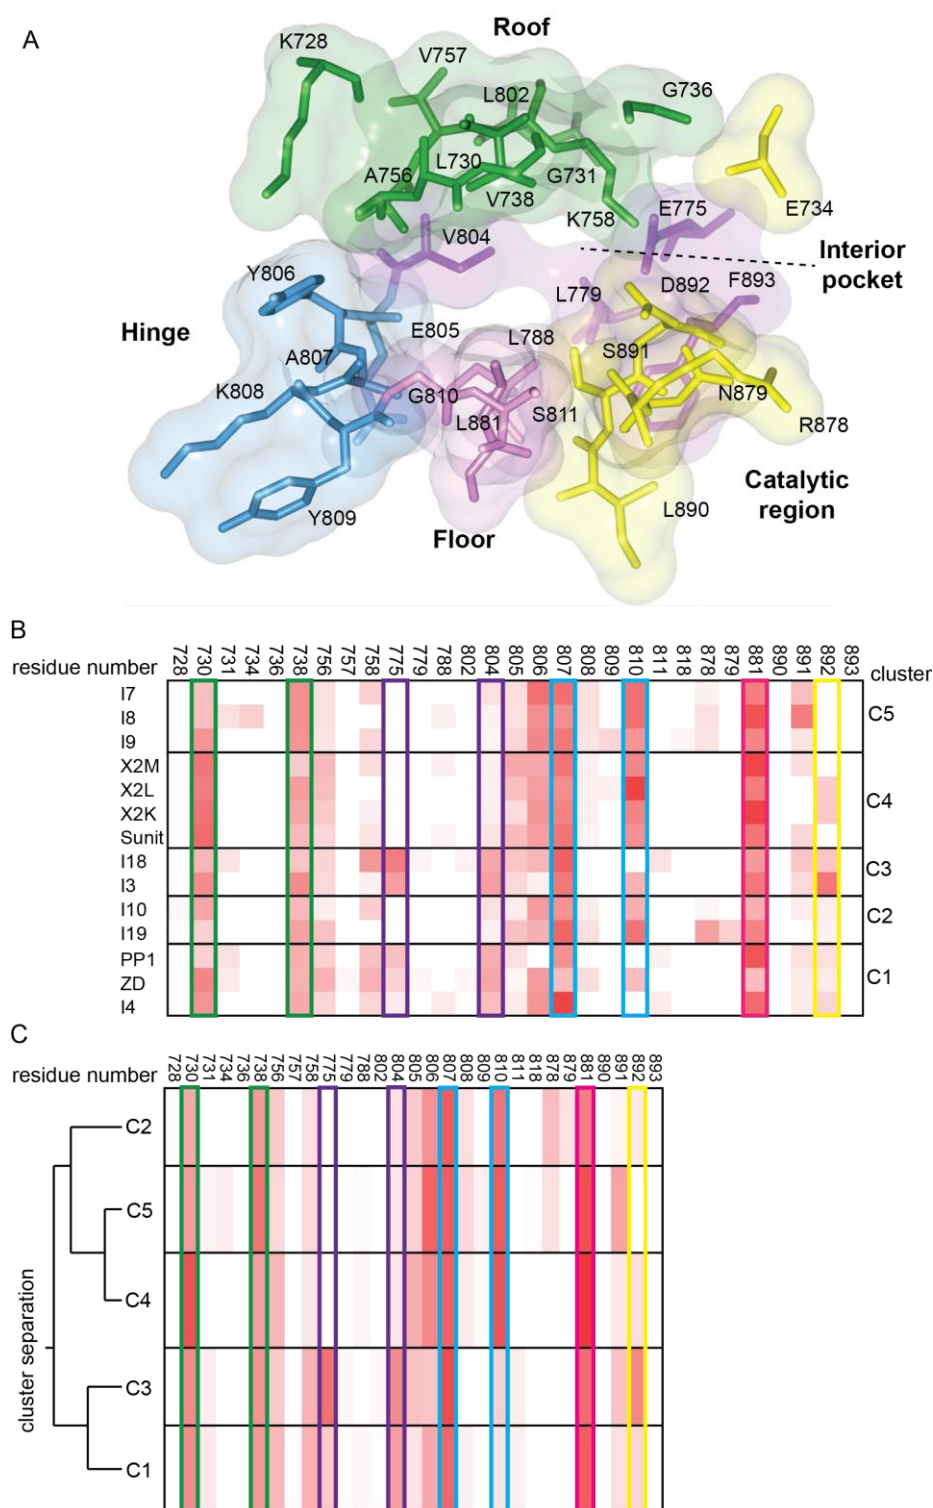 A
Roof
K728
V757
L802
G736
A756
L730
G731
V738
K758
E734
V804
E775
Interior
pocket
Y806
D892
F893
Hinge
L779
E805
L788
A807
S891
K808
G810
N879
L881
S811
R878
Catalytic
region
Y809
L890
Floor
B
residue number
728 730 731 734 736 738 756 757 758 775 779 788 802 804 805 806 807 808 809 810 811 818 878 879 881 890 891 892 893
cluster
I7
I8
C5
I9
X2M
X2L
C4
X2K
Sunit
I18
C3
I3
I10
C2
I19
PP1
C1
ZD
I4
C
residue number
728 730 731 734 736 738 756 757 758 775 779 788 802 804 805 806 807 808 809 810 811 818 878 879 881 890 891 892 893
C2
C5
C4
cluster separation
C3
C1